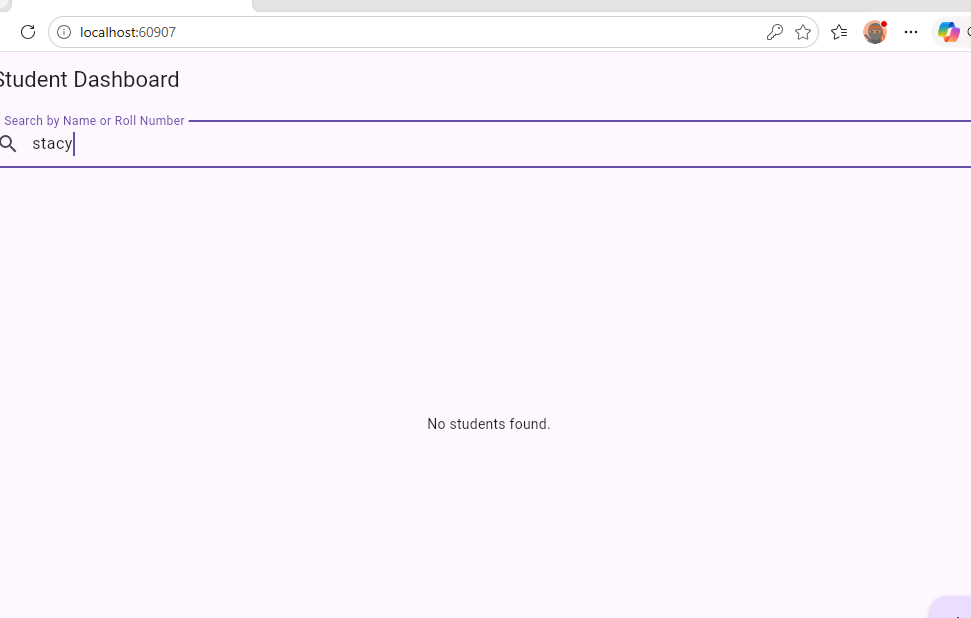 localhost:60907
Student Dashboard
Search by Name or Roll Number
stacy
No students found.